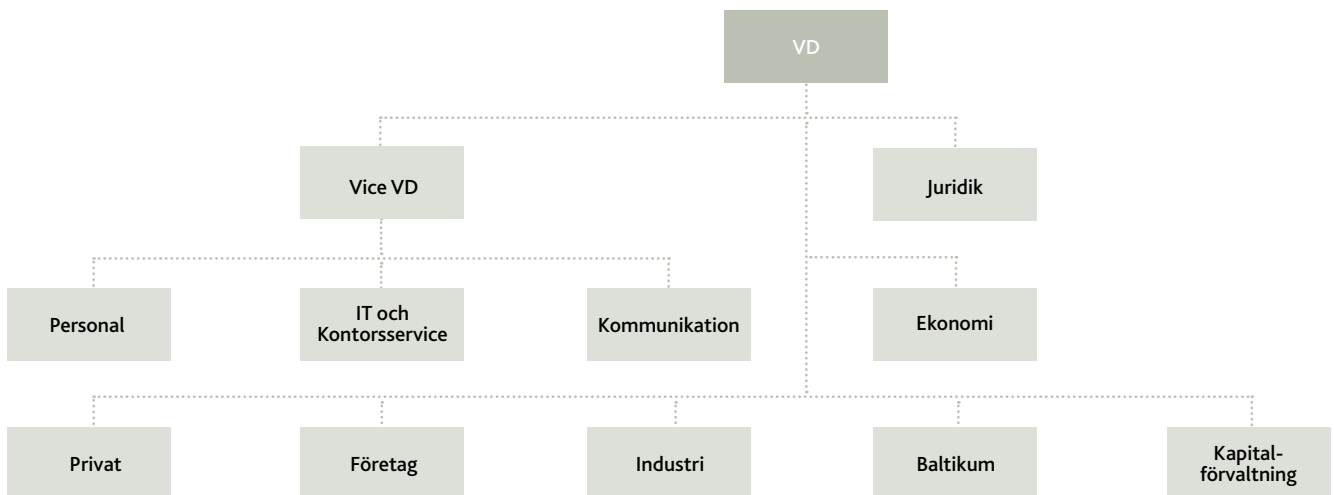 VD
Vice VD
Juridik
Personal
IT och
Kontorsservice
Kommunikation
Ekonomi
Privat
Företag
Industri
Baltikum
Kapital-
förvaltning